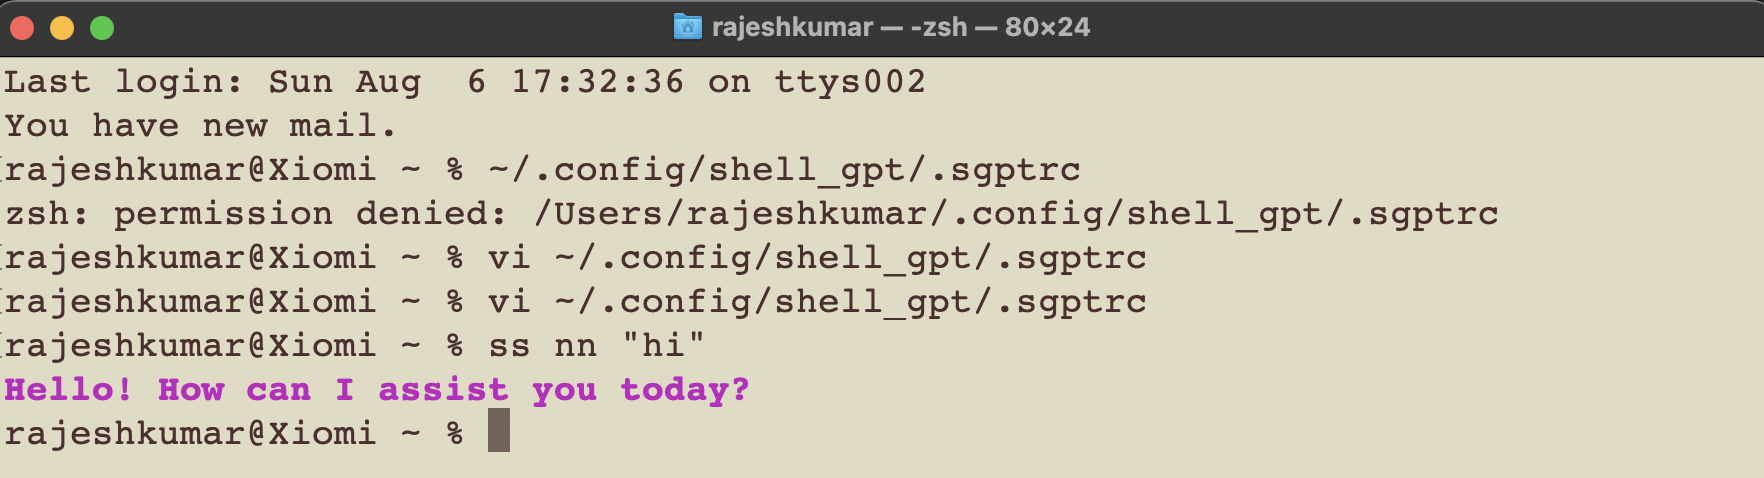 rajeshkumar — -zsh — 80×24
Last login: Sun Aug  6 17:32:36 on ttys002
You have new mail.
rajeshkumar@Xiomi ~ % ~/.config/shell_gpt/.sgptrc
zsh: permission denied: /Users/rajeshkumar/.config/shell_gpt/.sgptrc
rajeshkumar@Xiomi ~ % vi ~/.config/shell_gpt/.sgptrc
rajeshkumar@Xiomi ~ % vi ~/.config/shell_gpt/.sgptrc
rajeshkumar@Xiomi ~ % ss nn "hi"
Hello! How can I assist you today?
rajeshkumar@Xiomi ~ %